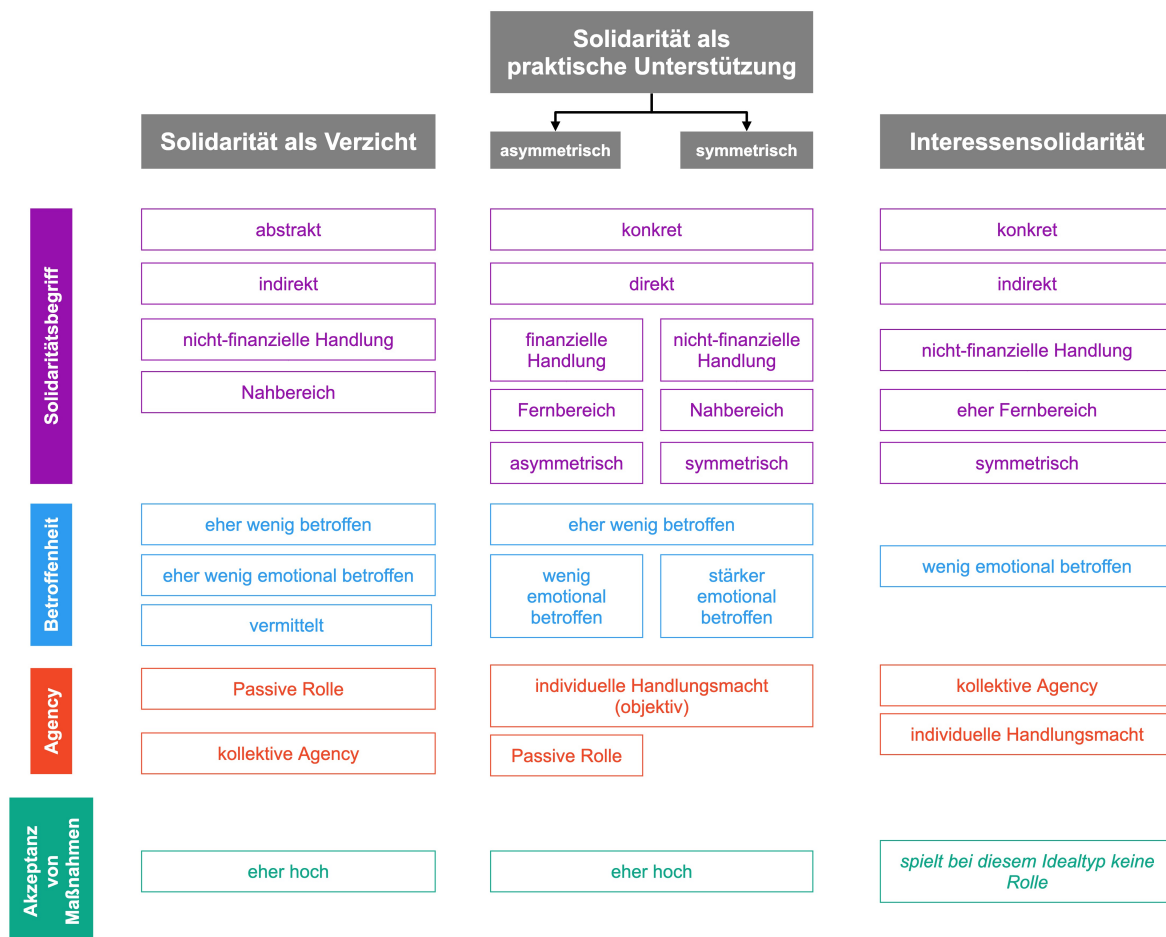 Solidarität als
praktische Unterstützung
Solidarität als Verzicht
asymmetrisch
symmetrisch
Interessensolidarität
Solidaritätsbegriff
abstrakt
konkret
konkret
indirekt
direkt
indirekt
nicht-finanzielle Handlung
finanzielle
Handlung
nicht-finanzielle
Handlung
nicht-finanzielle Handlung
Nahbereich
Fernbereich
Nahbereich
eher Fernbereich
asymmetrisch
symmetrisch
symmetrisch
Betroffenheit
eher wenig betroffen
eher wenig betroffen
eher wenig emotional betroffen
wenig
emotional
betroffen
stärker
emotional
betroffen
wenig emotional betroffen
vermittelt
Agency
Passive Rolle
individuelle Handlungsmacht
(objektiv)
kollektive Agency
kollektive Agency
Passive Rolle
individuelle Handlungsmacht
Akzeptanz
von
Maßnahmen
eher hoch
eher hoch
spielt bei diesem Idealtyp keine
Rolle